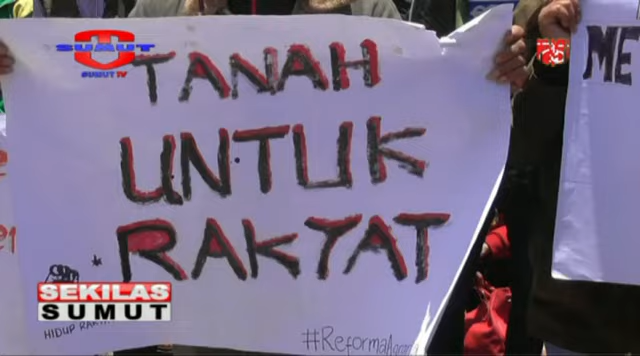 SUMUT
SUMUT TV
TANAH
UNTUK
RAKYAT
ME
SEKILAS
SUMUT
HIDUP
#Reforma